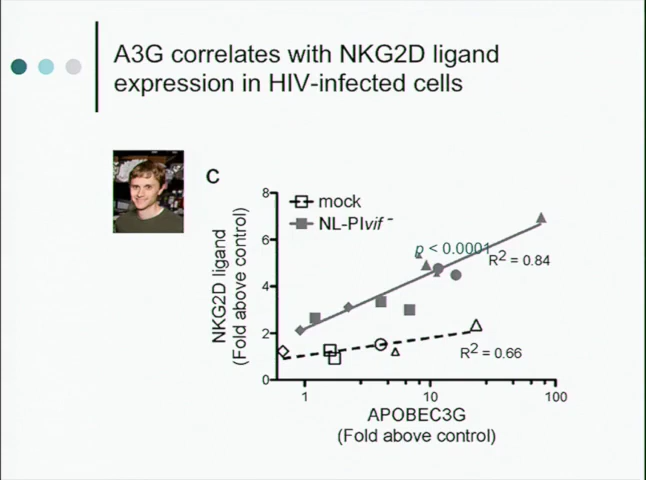 A3G correlates with NKG2D ligand
expression in HIV-infected cells
C
NKG2D ligand
(Fold above control)
8
6
4
2
0
mock
NL-PIvif -
p < 0.0001
R2 = 0.84
R2 = 0.66
1
10
100
APOBEC3G
(Fold above control)